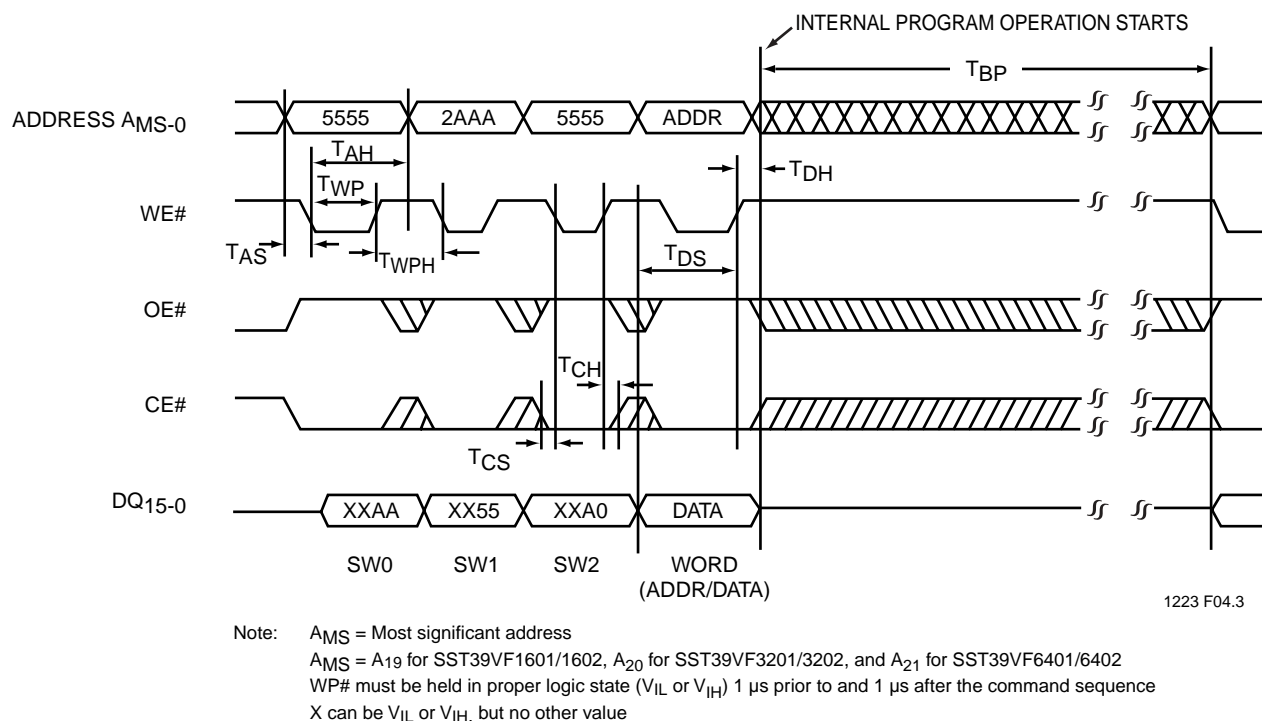 INTERNAL PROGRAM OPERATION STARTS
TBP
ADDRESS AMS-0
5555
2AAA
5555
ADDR
TAH
TDH
TWP
WE#
TAS
TWPH
TDS
OE#
TCH
CE#
TCS
DQ15-0
XXAA
XX55
XXA0
DATA
SW0
SW1
SW2
WORD
(ADDR/DATA)
1223 F04.3
Note: AMS = Most significant address
AMS = A19 for SST39VF1601/1602, A20 for SST39VF3201/3202, and A21 for SST39VF6401/6402
WP# must be held in proper logic state (VIL or VIH) 1 µs prior to and 1 µs after the command sequence
X can be VIL or VIH, but no other value